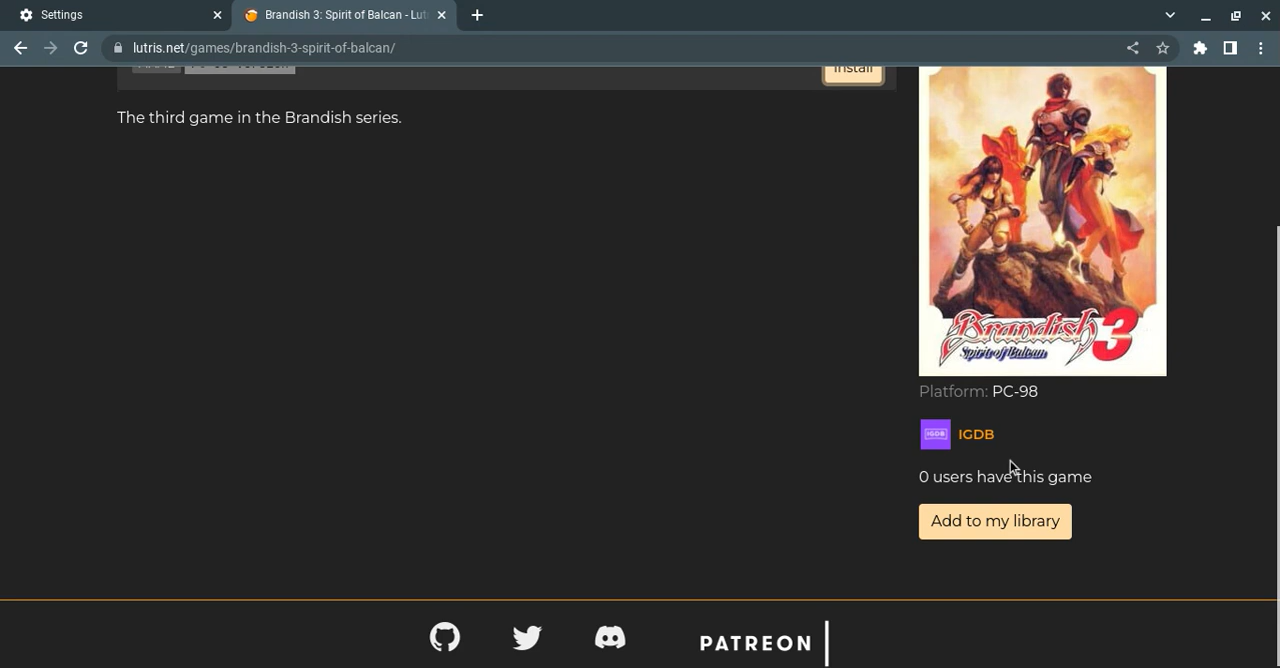 Settings
Brandish 3: Spirit of Balcan - Lut
lutris.net/games/brandish-3-spirit-of-balcan/
Install
The third game in the Brandish series.
Brandish 3
Spirit of Balcan
Platform: PC-98
IGDB
IGDB
0 users have this game
Add to my library
PATREON